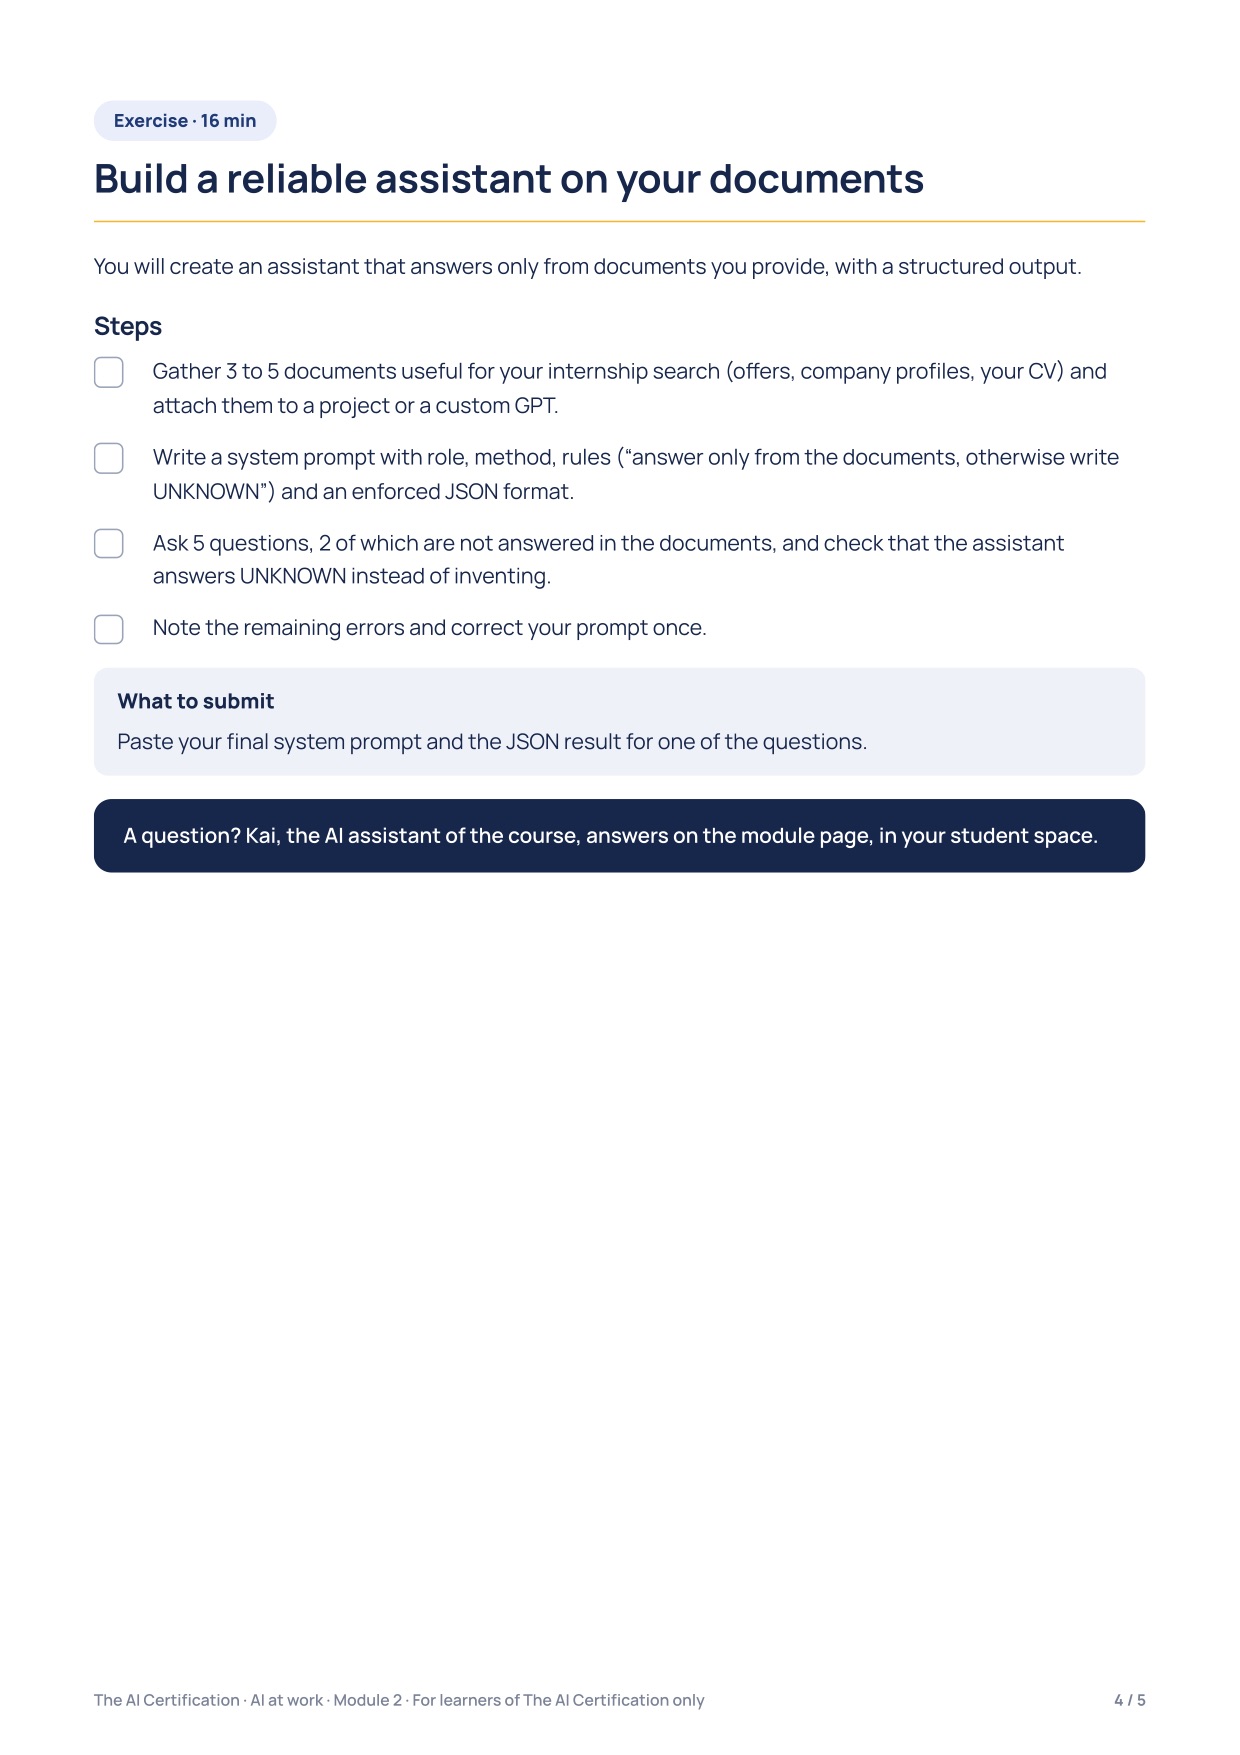 Exercise · 16 min
Build a reliable assistant on your documents
You will create an assistant that answers only from documents you provide, with a structured output.
Steps
Gather 3 to 5 documents useful for your internship search (offers, company profiles, your CV) and
attach them to a project or a custom GPT.
Write a system prompt with role, method, rules (“answer only from the documents, otherwise write
UNKNOWN”) and an enforced JSON format.
Ask 5 questions, 2 of which are not answered in the documents, and check that the assistant
answers UNKNOWN instead of inventing.
Note the remaining errors and correct your prompt once.
What to submit
Paste your final system prompt and the JSON result for one of the questions.
A question? Kai, the AI assistant of the course, answers on the module page, in your student space.
The AI Certification · AI at work · Module 2 · For learners of The AI Certification only
4 / 5